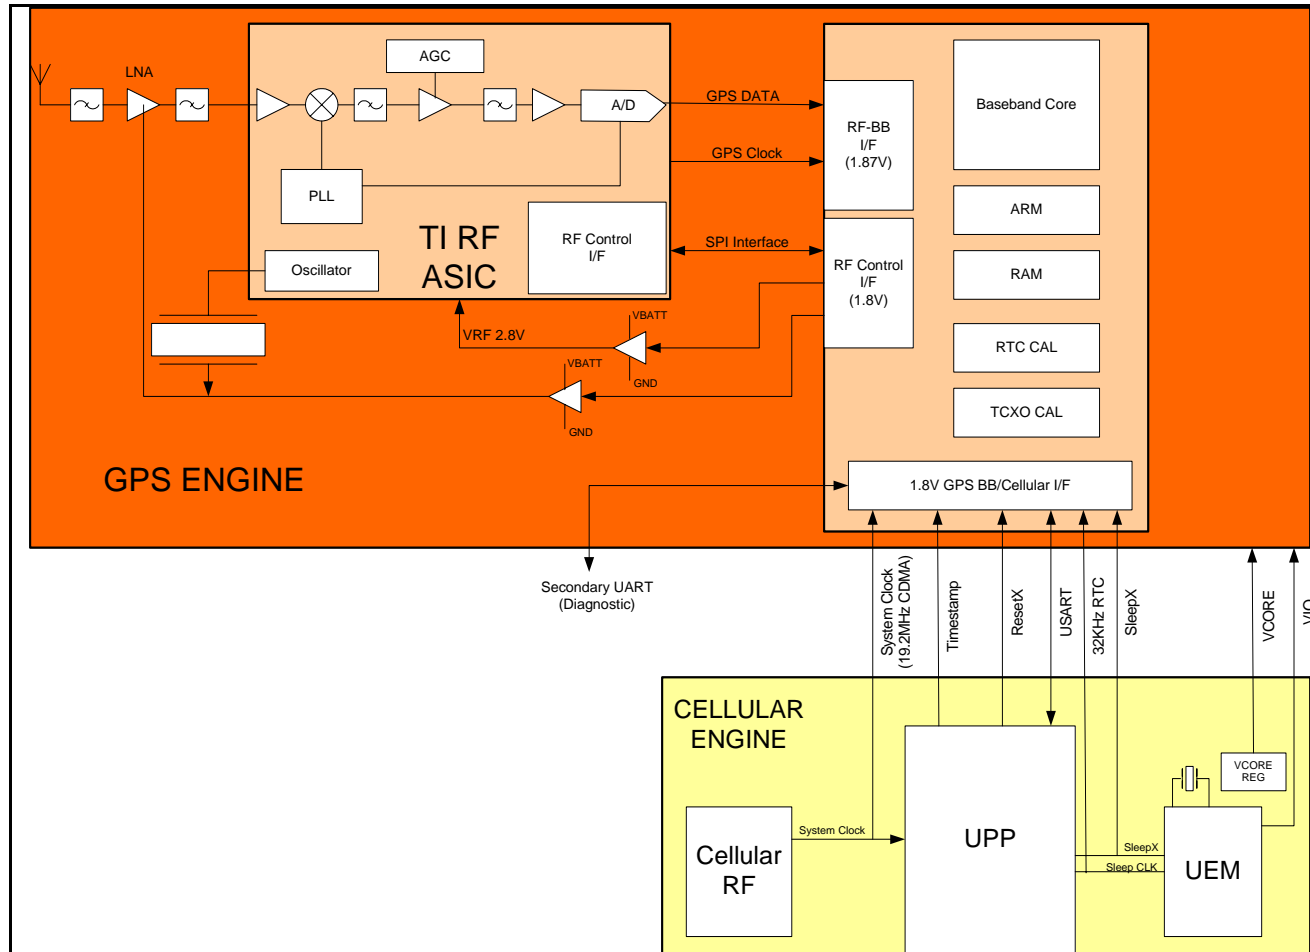 LNA
AGC
A/D
PLL
Oscillator
TI RF
ASIC
RF Control
I/F
GPS DATA
GPS Clock
SPI Interface
RF-BB
I/F
(1.87V)
RF Control
I/F
(1.8V)
Baseband Core
ARM
RAM
RTC CAL
TCXO CAL
VRF 2.8V
VBATT
GND
VBATT
GND
GPS ENGINE
1.8V GPS BB/Cellular I/F
Secondary UART
(Diagnostic)
System Clock
(19.2MHz CDMA)
Timestamp
ResetX
USART
32KHz RTC
SleepX
VCORE
VIO
CELLULAR
ENGINE
Cellular
RF
System Clock
UPP
SleepX
Sleep CLK
VCORE
REG
UEM